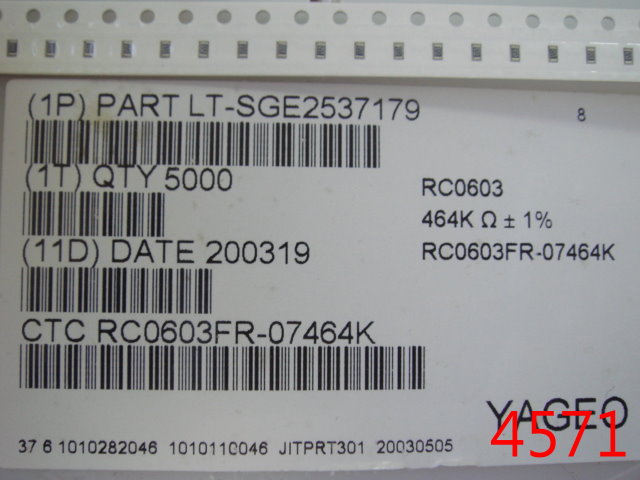 (1P) PART LT-SGE2537179
8
(1T) QTY 5000
RC0603
464K Ω ± 1%
(11D) DATE 200319
RC0603FR-07464K
CTC RC0603FR-07464K
YAGEO
4571
37 6 1010282046 1010110046 JITPRT301 20030505